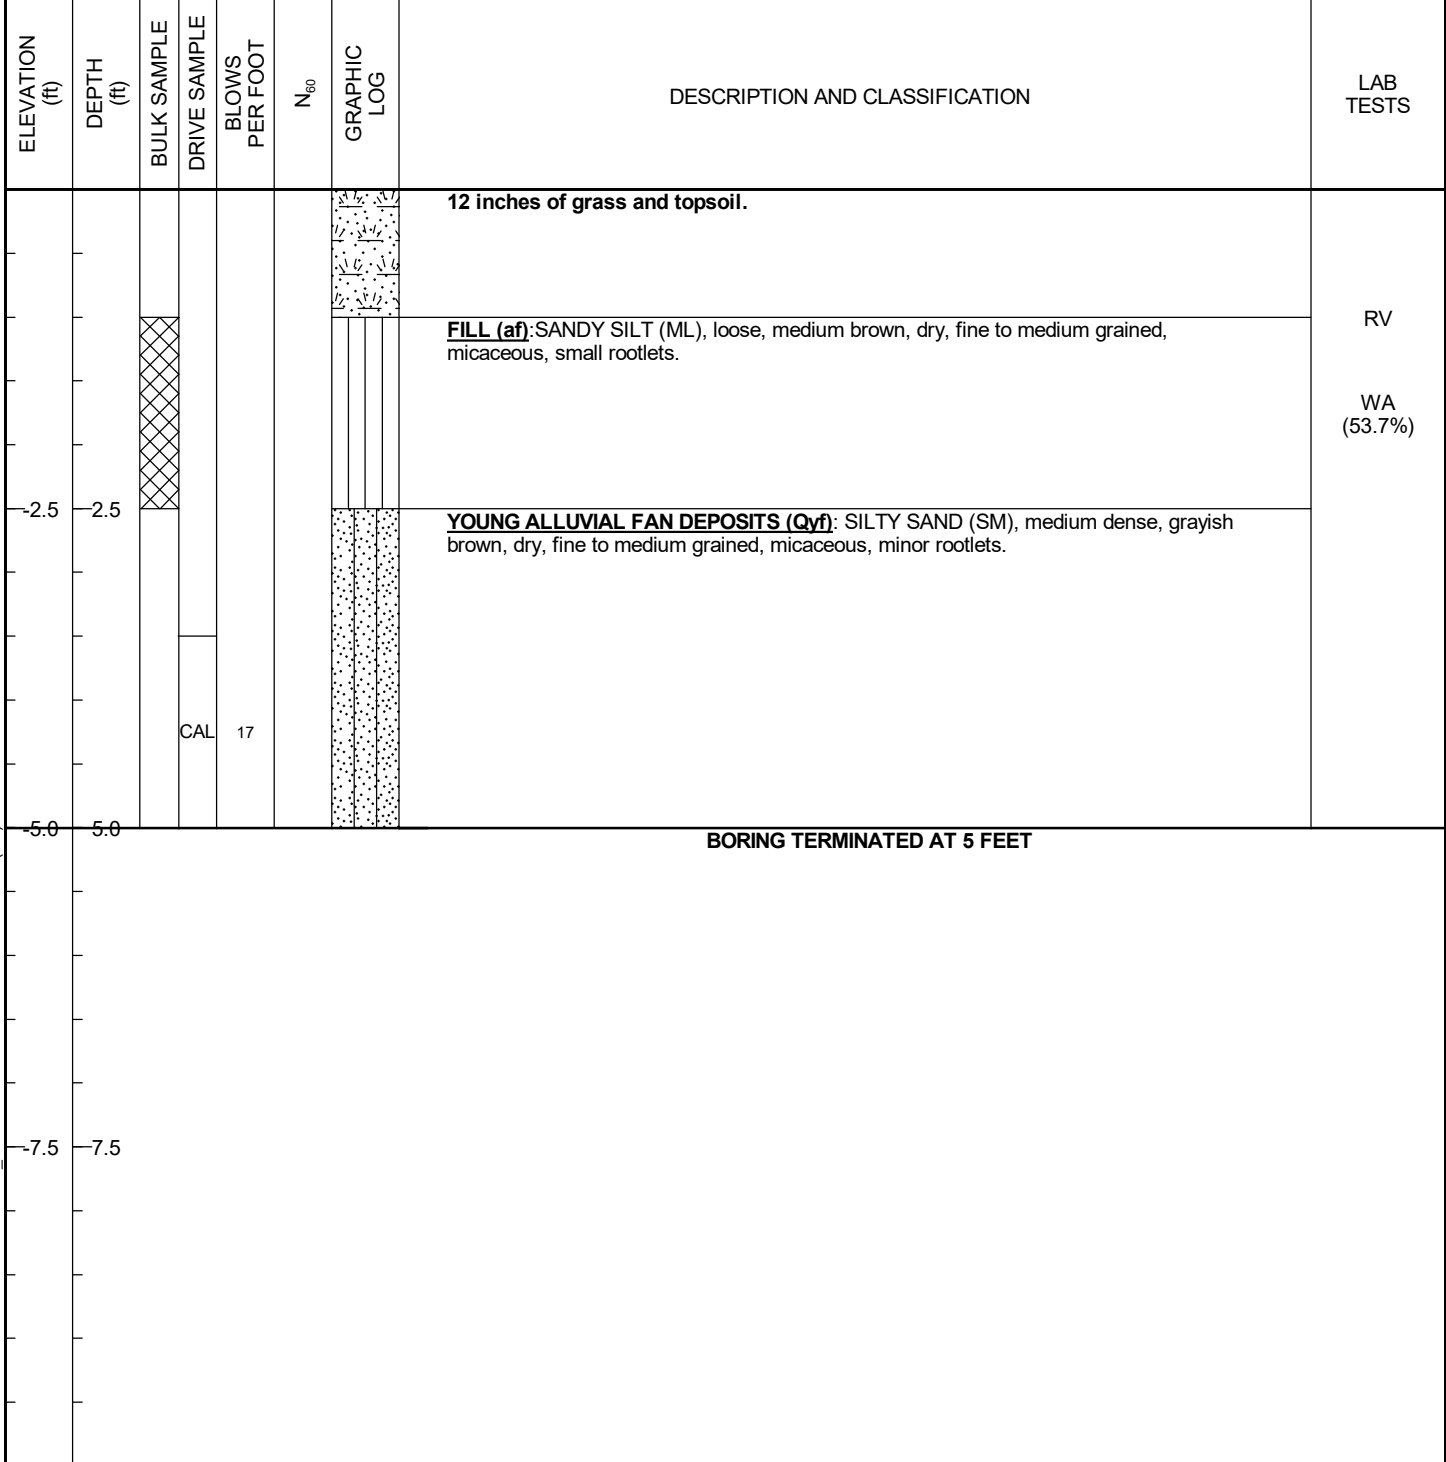 ELEVATION
(ft)
DEPTH
(ft)
BULK SAMPLE
DRIVE SAMPLE
BLOWS
PER FOOT
N60
GRAPHIC
LOG
DESCRIPTION AND CLASSIFICATION
LAB
TESTS
12 inches of grass and topsoil.
FILL (af):SANDY SILT (ML), loose, medium brown, dry, fine to medium grained,
micaceous, small rootlets.
RV
WA
(53.7%)
-2.5
2.5
YOUNG ALLUVIAL FAN DEPOSITS (Qyf): SILTY SAND (SM), medium dense, grayish
brown, dry, fine to medium grained, micaceous, minor rootlets.
CAL
17
-5.0
5.0
BORING TERMINATED AT 5 FEET
-7.5
7.5